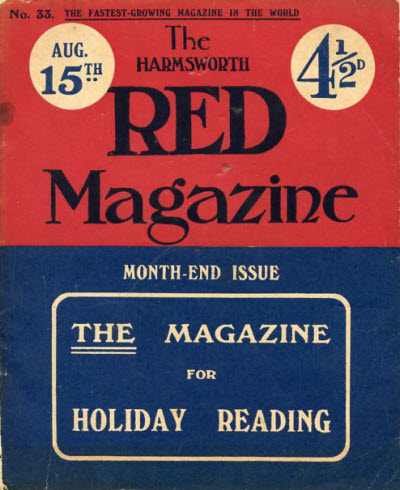 No. 33. THE FASTEST-GROWING MAGAZINE IN THE WORLD
AUG.
15TH
The
HARMSWORTH
4½D
RED
Magazine
MONTH-END ISSUE
THE MAGAZINE
FOR
HOLIDAY READING